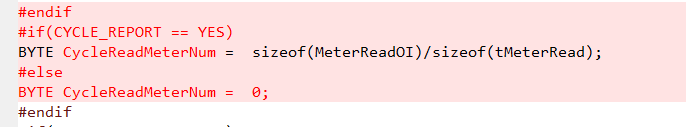 #endif
#if(CYCLE_REPORT == YES)
BYTE CycleReadMeterNum =  sizeof(MeterReadOI)/sizeof(tMeterRead);
#else
BYTE CycleReadMeterNum =  0;
#endif